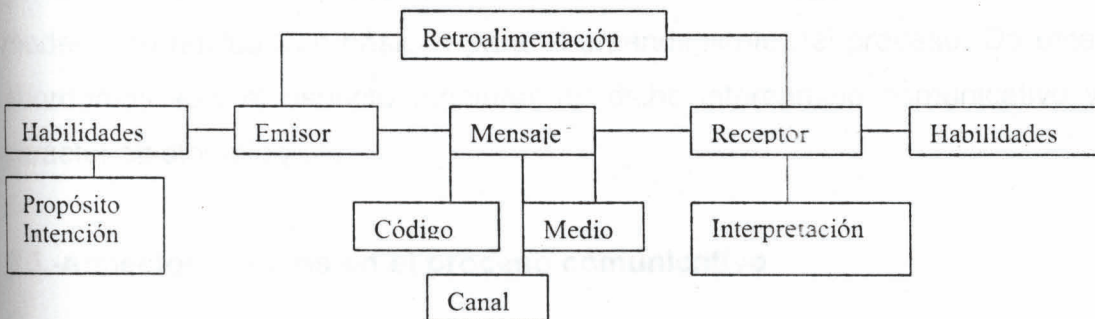 Retroalimentación
Habilidades
Emisor
Mensaje
Receptor
Habilidades
Propósito
Intención
Código
Medio
Interpretación
Canal